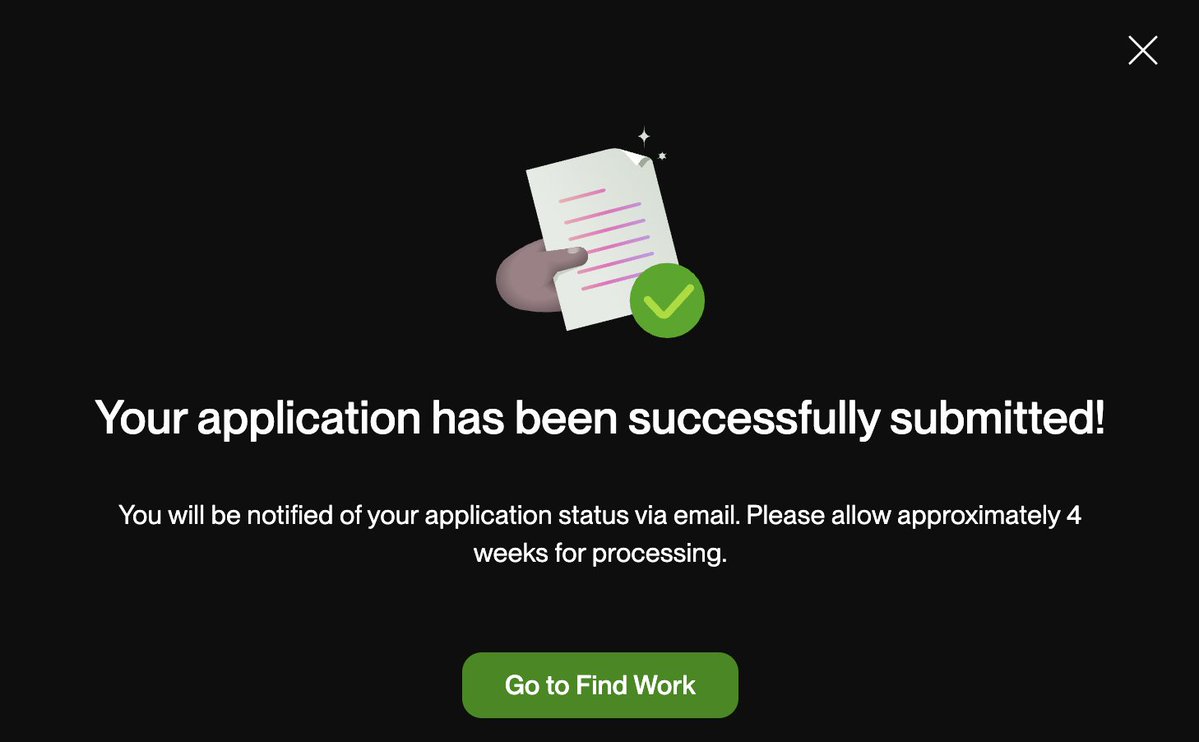 Your application has been successfully submitted!
You will be notified of your application status via email. Please allow approximately 4
weeks for processing.
Go to Find Work